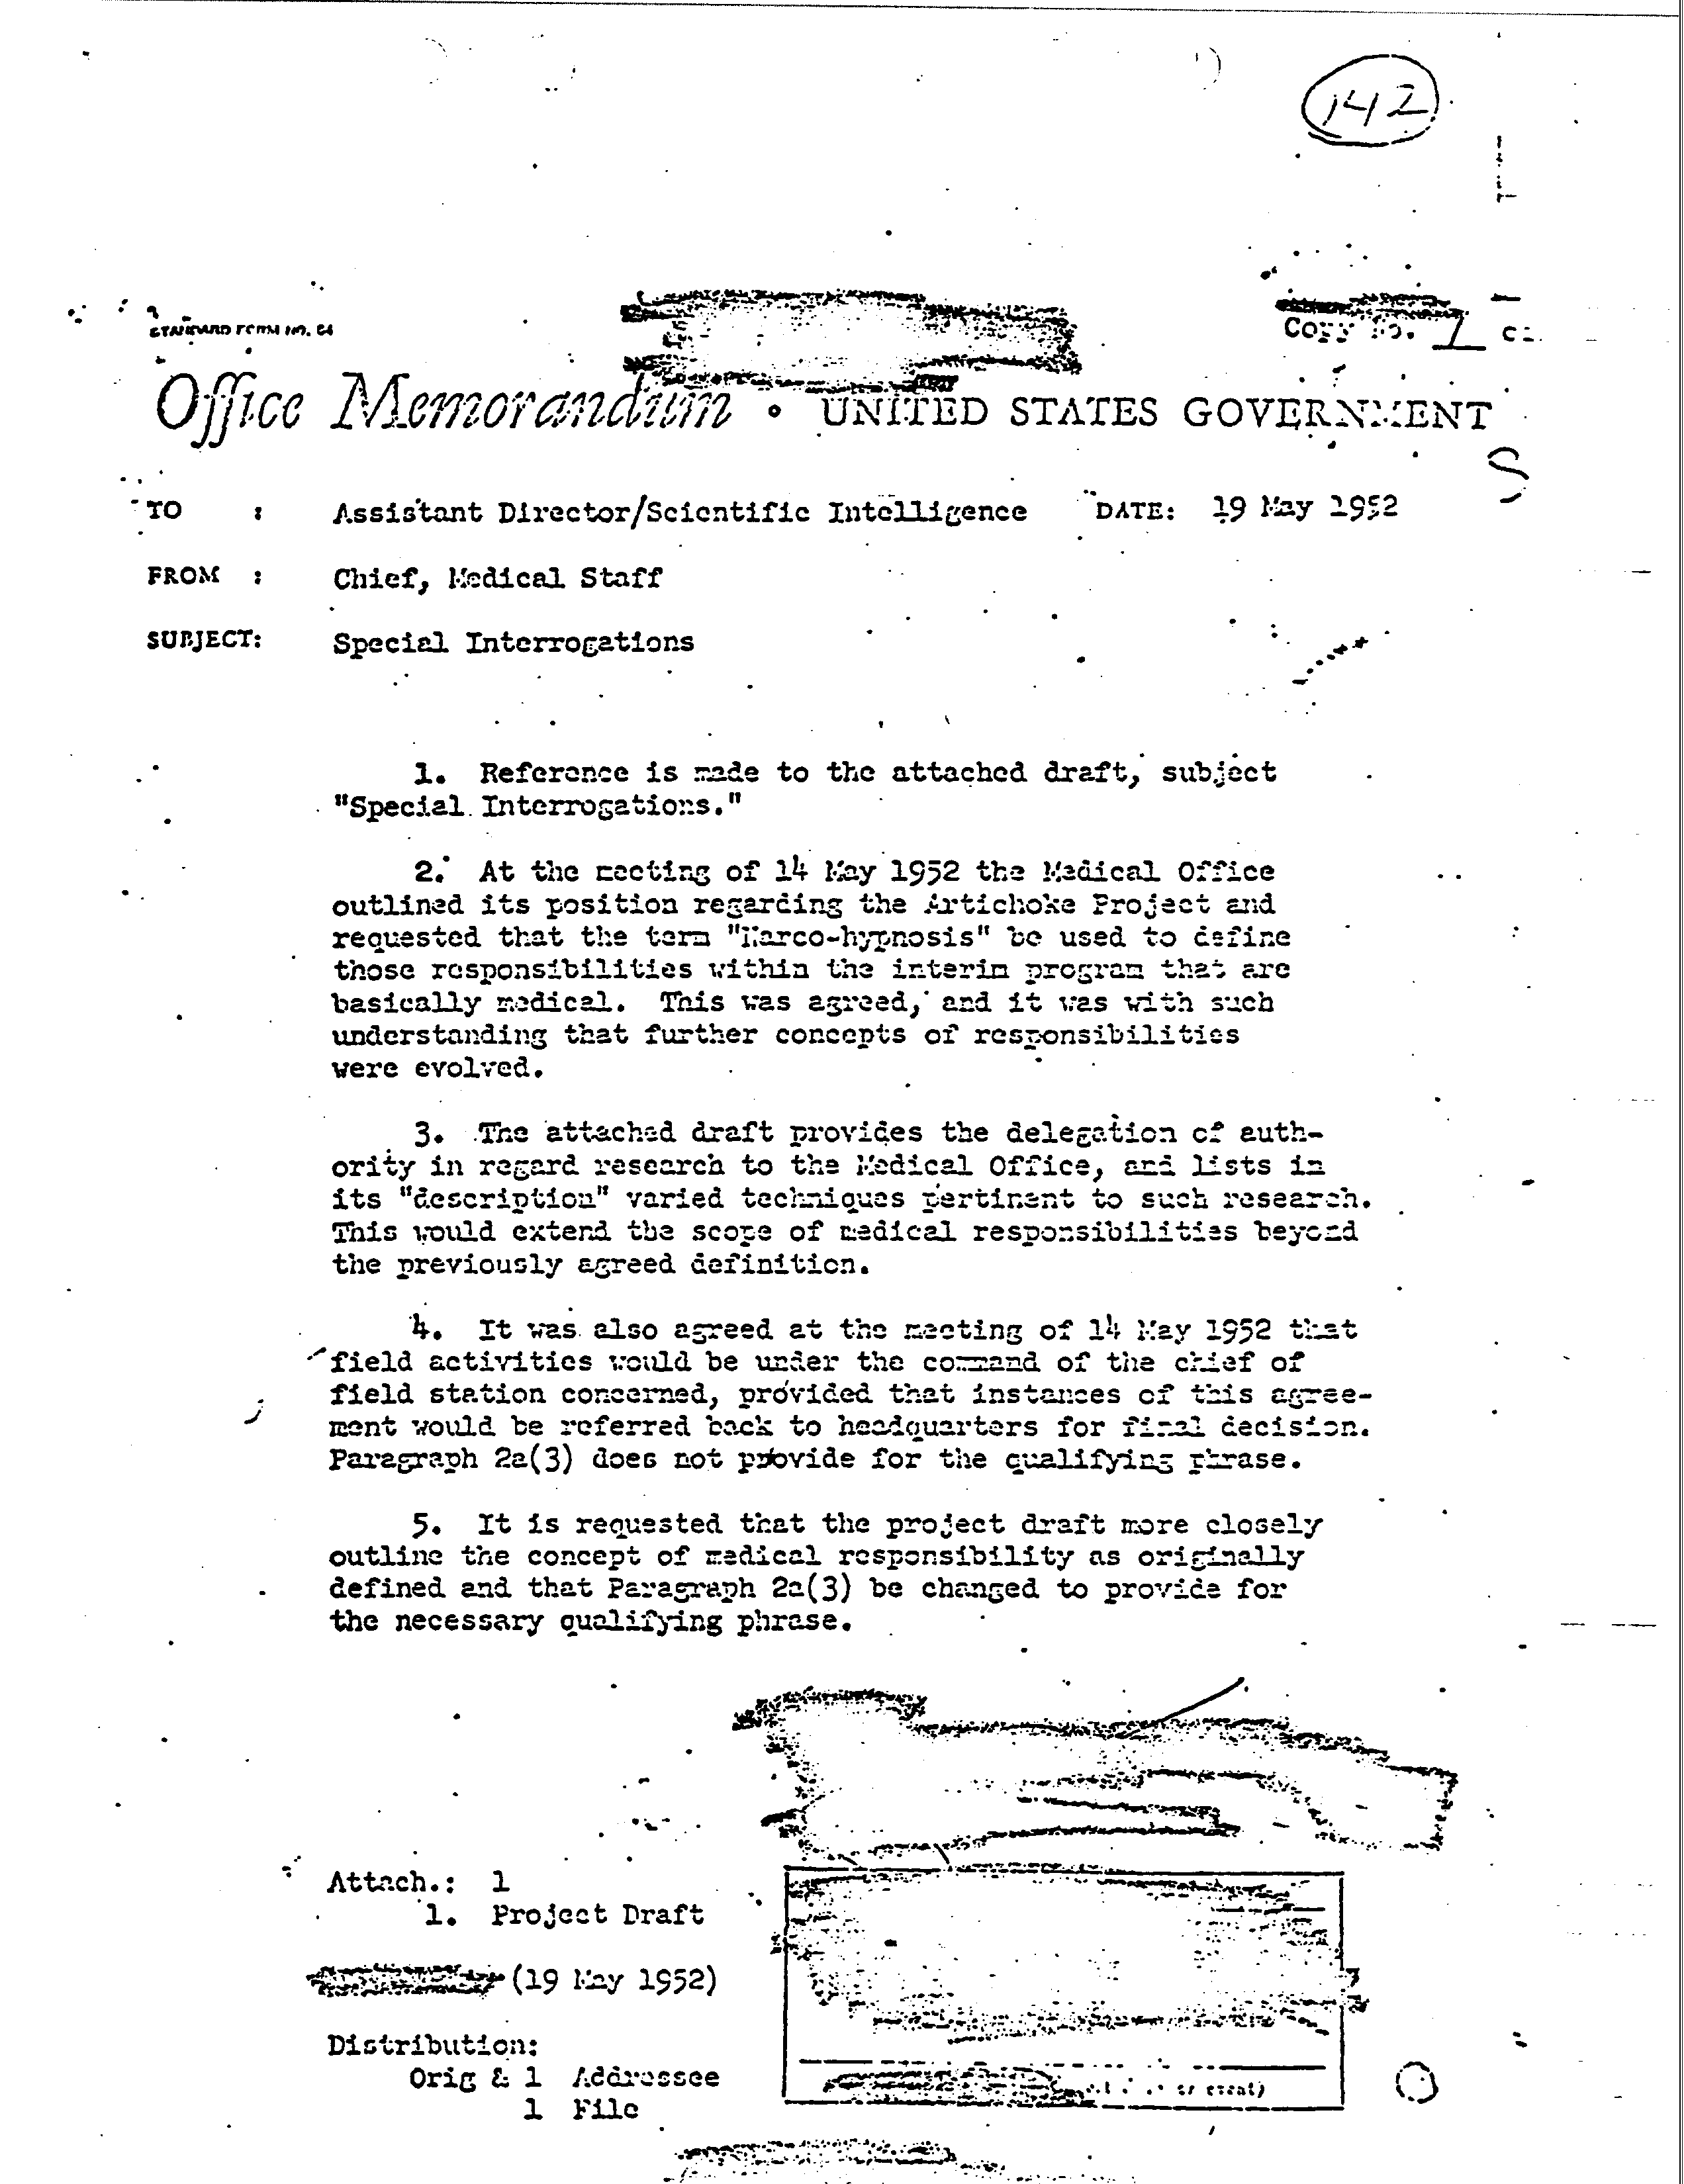 142
STANDARD FORM NO. 64
Copy No. 1
Office Memorandum • UNITED STATES GOVERNMENT
TO : Assistant Director/Scientific Intelligence DATE: 19 May 1952
FROM : Chief, Medical Staff
SUBJECT: Special Interrogations
1. Reference is made to the attached draft, subject
"Special Interrogations."
2. At the meeting of 14 May 1952 the Medical Office
outlined its position regarding the Artichoke Project and
requested that the term "Narco-hypnosis" be used to define
those responsibilities within the interim program that are
basically medical. This was agreed, and it was with such
understanding that further concepts of responsibilities
were evolved.
3. The attached draft provides the delegation of auth-
ority in regard research to the Medical Office, and lists in
its "description" varied techniques pertinent to such research.
This would extend the scope of medical responsibilities beyond
the previously agreed definition.
4. It was also agreed at the meeting of 14 May 1952 that
field activities would be under the command of the chief of
field station concerned, provided that instances of this agree-
ment would be referred back to headquarters for final decision.
Paragraph 2a(3) does not provide for the qualifying phrase.
5. It is requested that the project draft more closely
outline the concept of medical responsibility as originally
defined and that Paragraph 2a(3) be changed to provide for
the necessary qualifying phrase.
Attach.: 1
1. Project Draft
(19 May 1952)
Distribution:
Orig & 1 Addressee
1 File